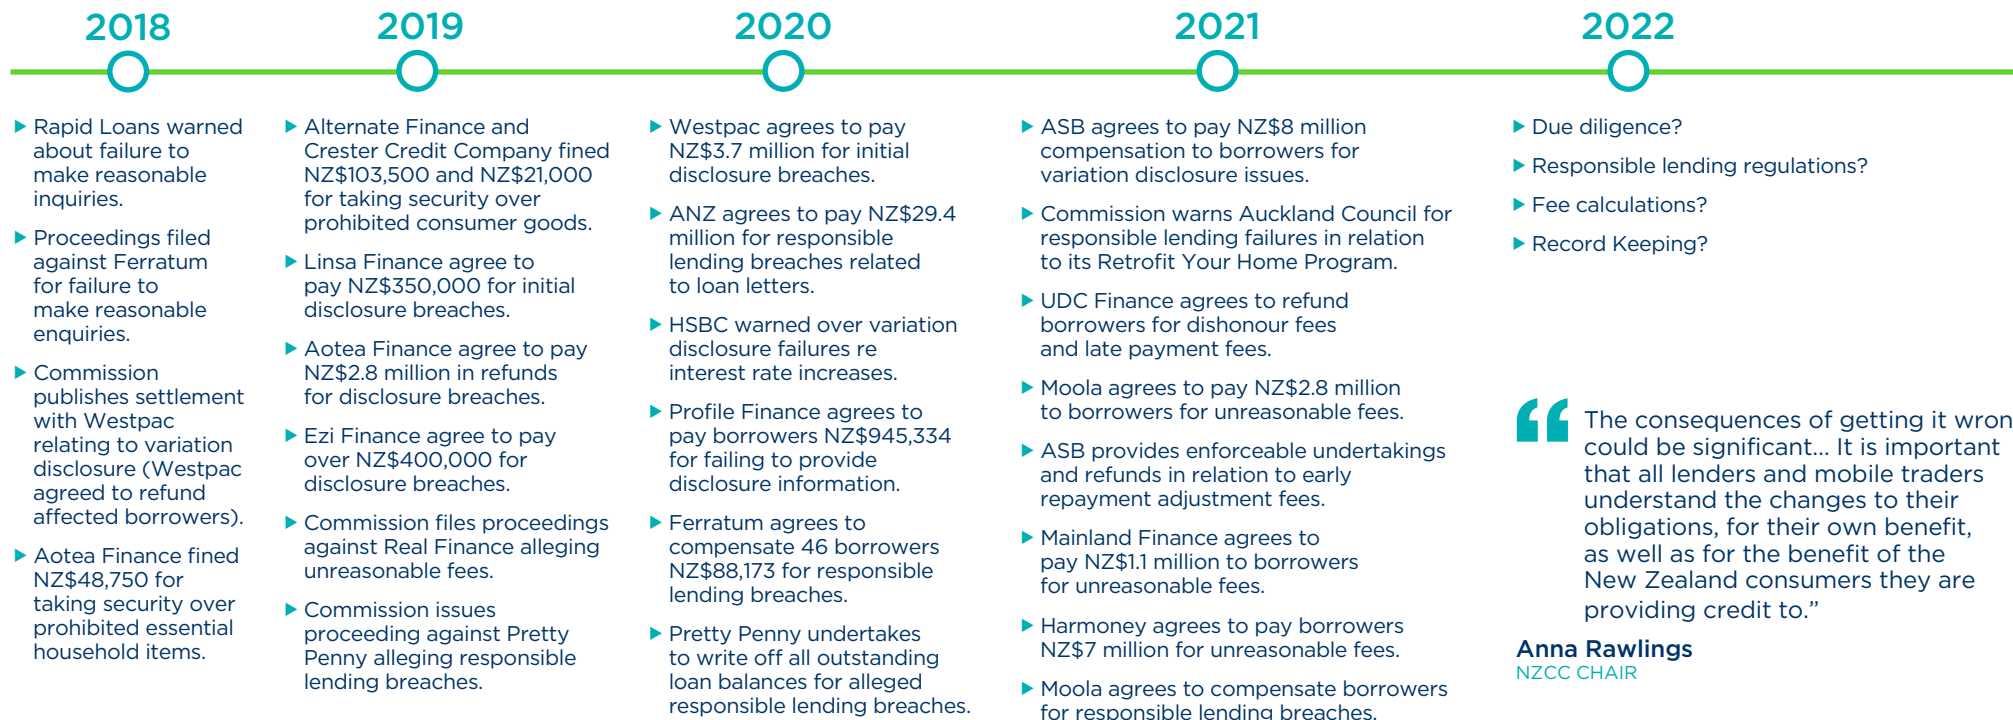 2018
2019
2020
2021
2022
Rapid Loans warned
about failure to
make reasonable
inquiries.
Proceedings filed
against Ferratum
for failure to
make reasonable
enquiries.
Commission
publishes settlement
with Westpac
relating to variation
disclosure (Westpac
agreed to refund
affected borrowers).
Aotea Finance fined
NZ$48,750 for
taking security over
prohibited essential
household items.
Alternate Finance and
Crester Credit Company fined
NZ$103,500 and NZ$21,000
for taking security over
prohibited consumer goods.
Linsa Finance agree to
pay NZ$350,000 for initial
disclosure breaches.
Aotea Finance agree to pay
NZ$2.8 million in refunds
for disclosure breaches.
Ezi Finance agree to pay
over NZ$400,000 for
disclosure breaches.
Commission files proceedings
against Real Finance alleging
unreasonable fees.
Commission issues
proceeding against Pretty
Penny alleging responsible
lending breaches.
Westpac agrees to pay
NZ$3.7 million for initial
disclosure breaches.
ANZ agrees to pay NZ$29.4
million for responsible
lending breaches related
to loan letters.
HSBC warned over variation
disclosure failures re
interest rate increases.
Profile Finance agrees to
pay borrowers NZ$945,334
for failing to provide
disclosure information.
Ferratum agrees to
compensate 46 borrowers
NZ$88,173 for responsible
lending breaches.
Pretty Penny undertakes
to write off all outstanding
loan balances for alleged
responsible lending breaches.
ASB agrees to pay NZ$8 million
compensation to borrowers for
variation disclosure issues.
Commission warns Auckland Council for
responsible lending failures in relation
to its Retrofit Your Home Program.
UDC Finance agrees to refund
borrowers for dishonour fees
and late payment fees.
Moola agrees to pay NZ$2.8 million
to borrowers for unreasonable fees.
ASB provides enforceable undertakings
and refunds in relation to early
repayment adjustment fees.
Mainland Finance agrees to
pay NZ$1.1 million to borrowers
for unreasonable fees.
Harmoney agrees to pay borrowers
NZ$7 million for unreasonable fees.
Moola agrees to compensate borrowers
for responsible lending breaches.
Due diligence?
Responsible lending regulations?
Fee calculations?
Record Keeping?
“ The consequences of getting it wron
could be significant... It is important
that all lenders and mobile traders
understand the changes to their
obligations, for their own benefit,
as well as for the benefit of the
New Zealand consumers they are
providing credit to.”
Anna Rawlings
NZCC CHAIR